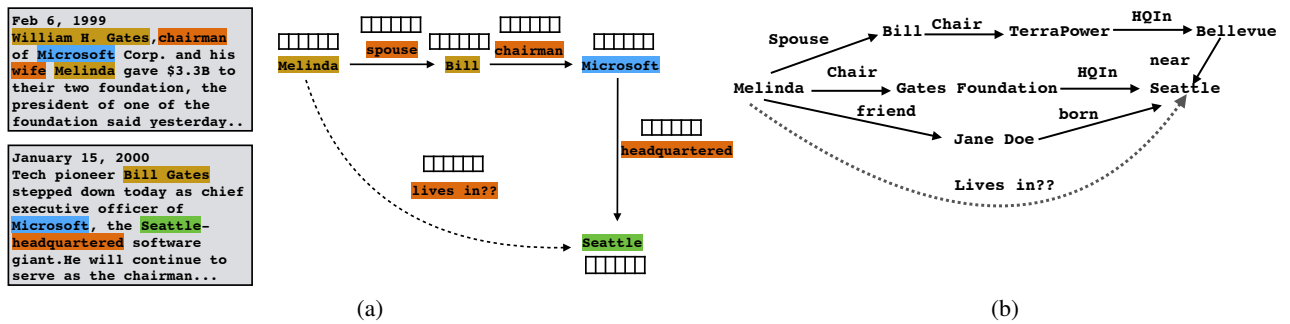 Feb 6, 1999
William H. Gates,chairman
of Microsoft Corp. and his
wife Melinda gave $3.3B to
their two foundation, the
president of one of the
foundation said yesterday..
January 15, 2000
Tech pioneer Bill Gates
stepped down today as chief
executive officer of
Microsoft, the Seattle-
headquartered software
giant.He will continue to
serve as the chairman...
spouse
chairman
Melinda
Bill
Microsoft
headquartered
lives in??
Seattle
(a)
Spouse
Bill
Chair
TerraPower
HQIn
Bellevue
near
Melinda
Chair
Gates Foundation
HQIn
Seattle
friend
Jane Doe
born
Lives in??
(b)